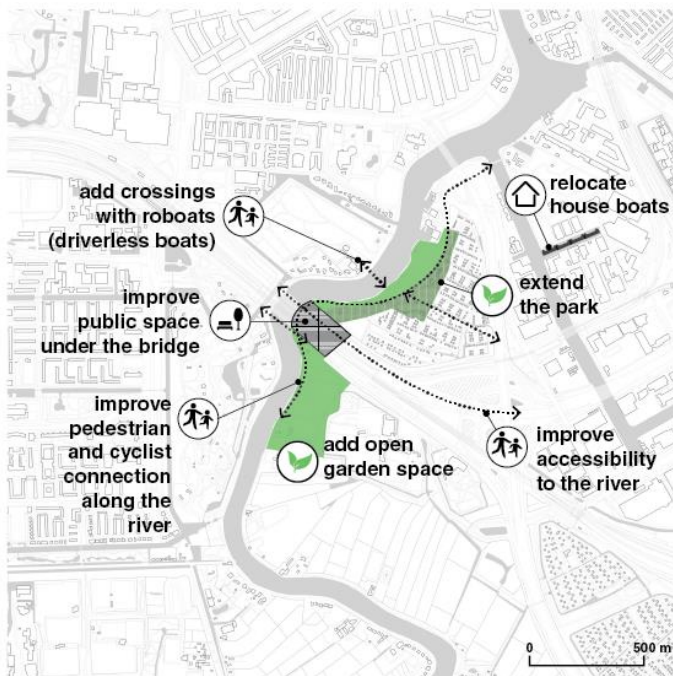 add crossings
with roboats
(driverless boats)
relocate
house boats
improve
public space
under the bridge
extend
the park
improve
pedestrian
and cyclist
connection
along the
river
add open
garden space
improve
accessibility
to the river
0
500 m